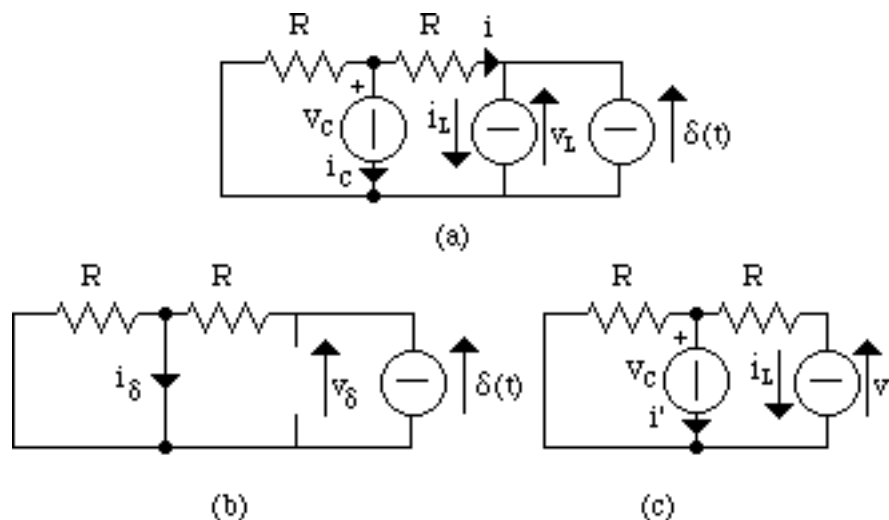 R R i
+
v_C i_L v_L δ(t)
i_C
(a)
R R R R
+
i_δ v_δ δ(t) v_C i_L v
i'
(b) (c)